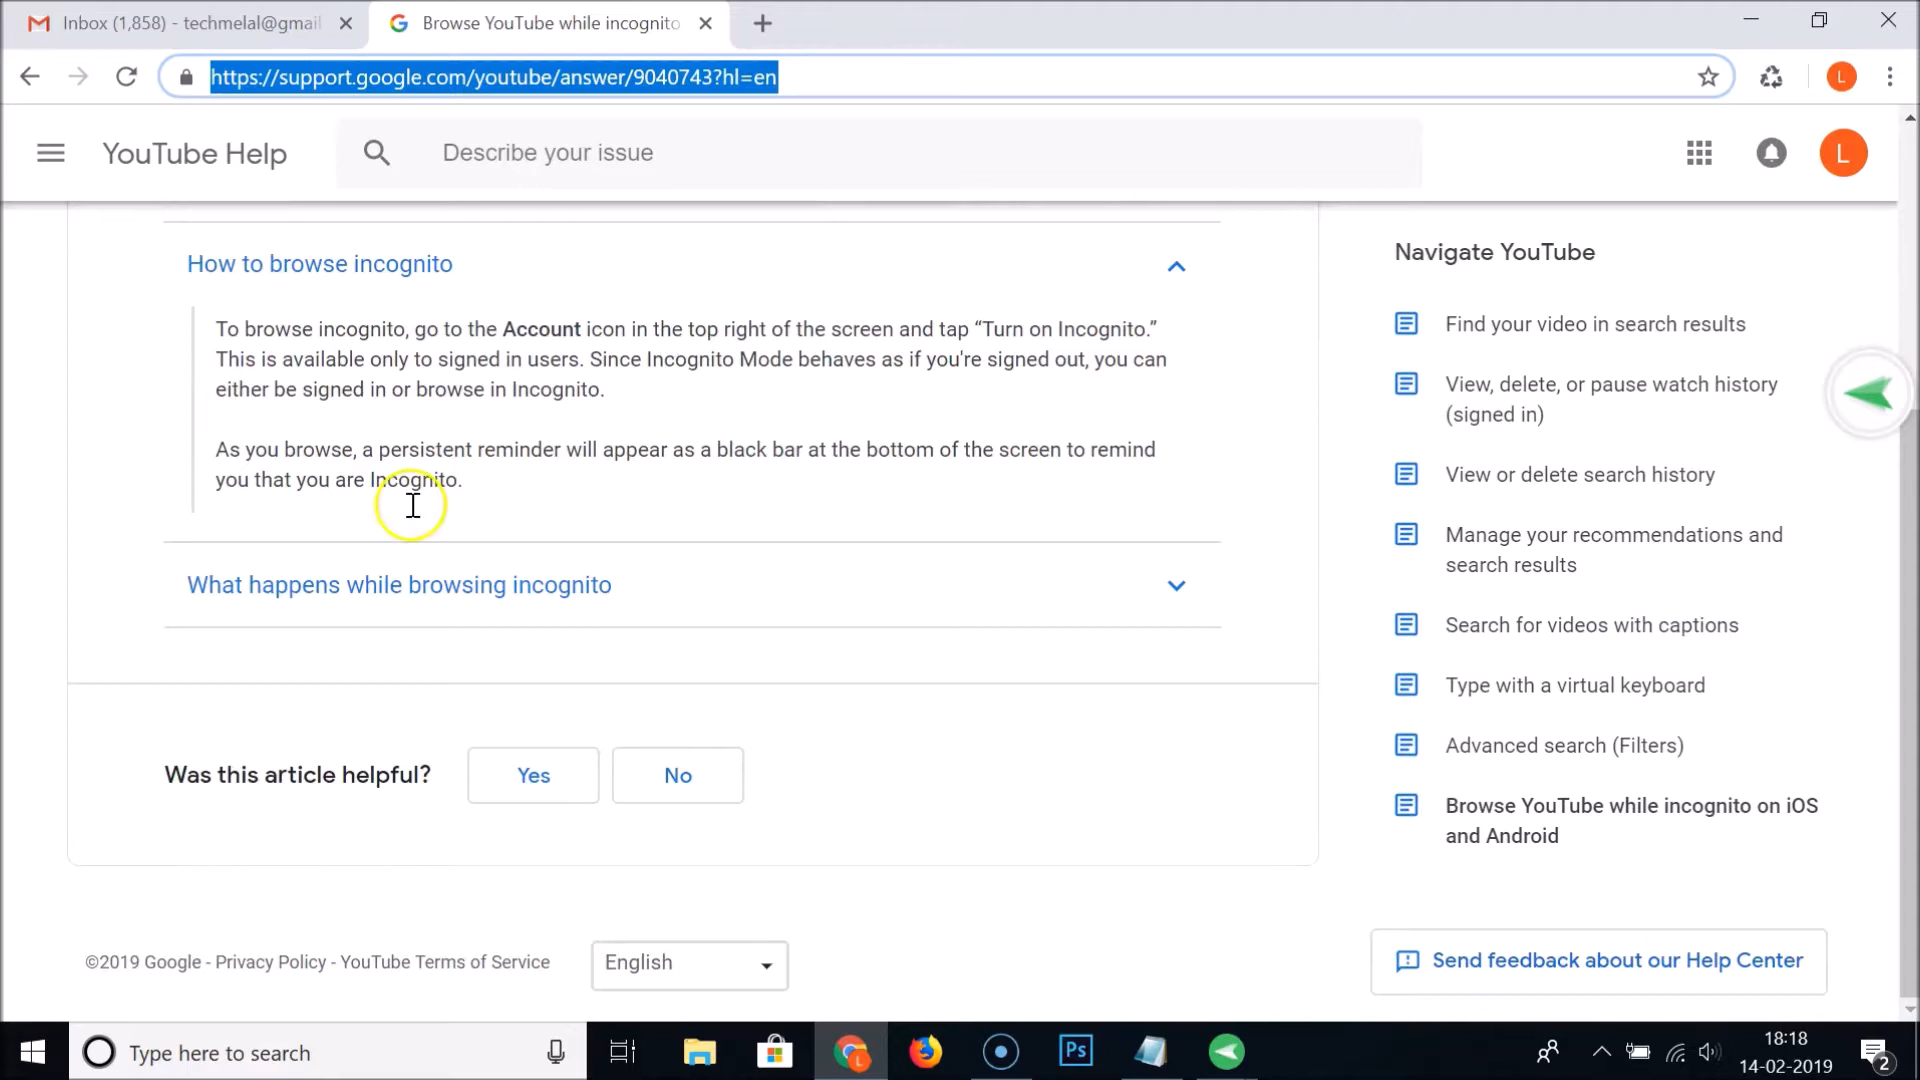 Inbox (1,858) - techmelal@gmail
Browse YouTube while incognito
https://support.google.com/youtube/answer/9040743?hl=en
L
YouTube Help
Describe your issue
L
How to browse incognito
To browse incognito, go to the Account icon in the top right of the screen and tap “Turn on Incognito.”
This is available only to signed in users. Since Incognito Mode behaves as if you're signed out, you can
either be signed in or browse in Incognito.
As you browse, a persistent reminder will appear as a black bar at the bottom of the screen to remind
you that you are Incognito.
What happens while browsing incognito
Was this article helpful?
Yes
No
Navigate YouTube
Find your video in search results
View, delete, or pause watch history
(signed in)
View or delete search history
Manage your recommendations and
search results
Search for videos with captions
Type with a virtual keyboard
Advanced search (Filters)
Browse YouTube while incognito on iOS
and Android
©2019 Google - Privacy Policy - YouTube Terms of Service
English
Send feedback about our Help Center
Type here to search
L
Ps
18:18
14-02-2019
2